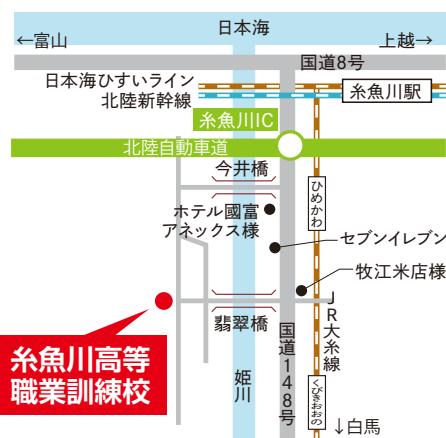 日本海
←富山
上越→
国道8号
日本海ひすいライン
北陸新幹線
糸魚川駅
糸魚川IC
北陸自動車道
今井橋
ひめかわ
ホテル國富
アネックス様
セブンイレブン
牧江米店様
JR大糸線
翡翠橋
国道148号
糸魚川高等
職業訓練校
姫川
くびきおおの
↓白馬